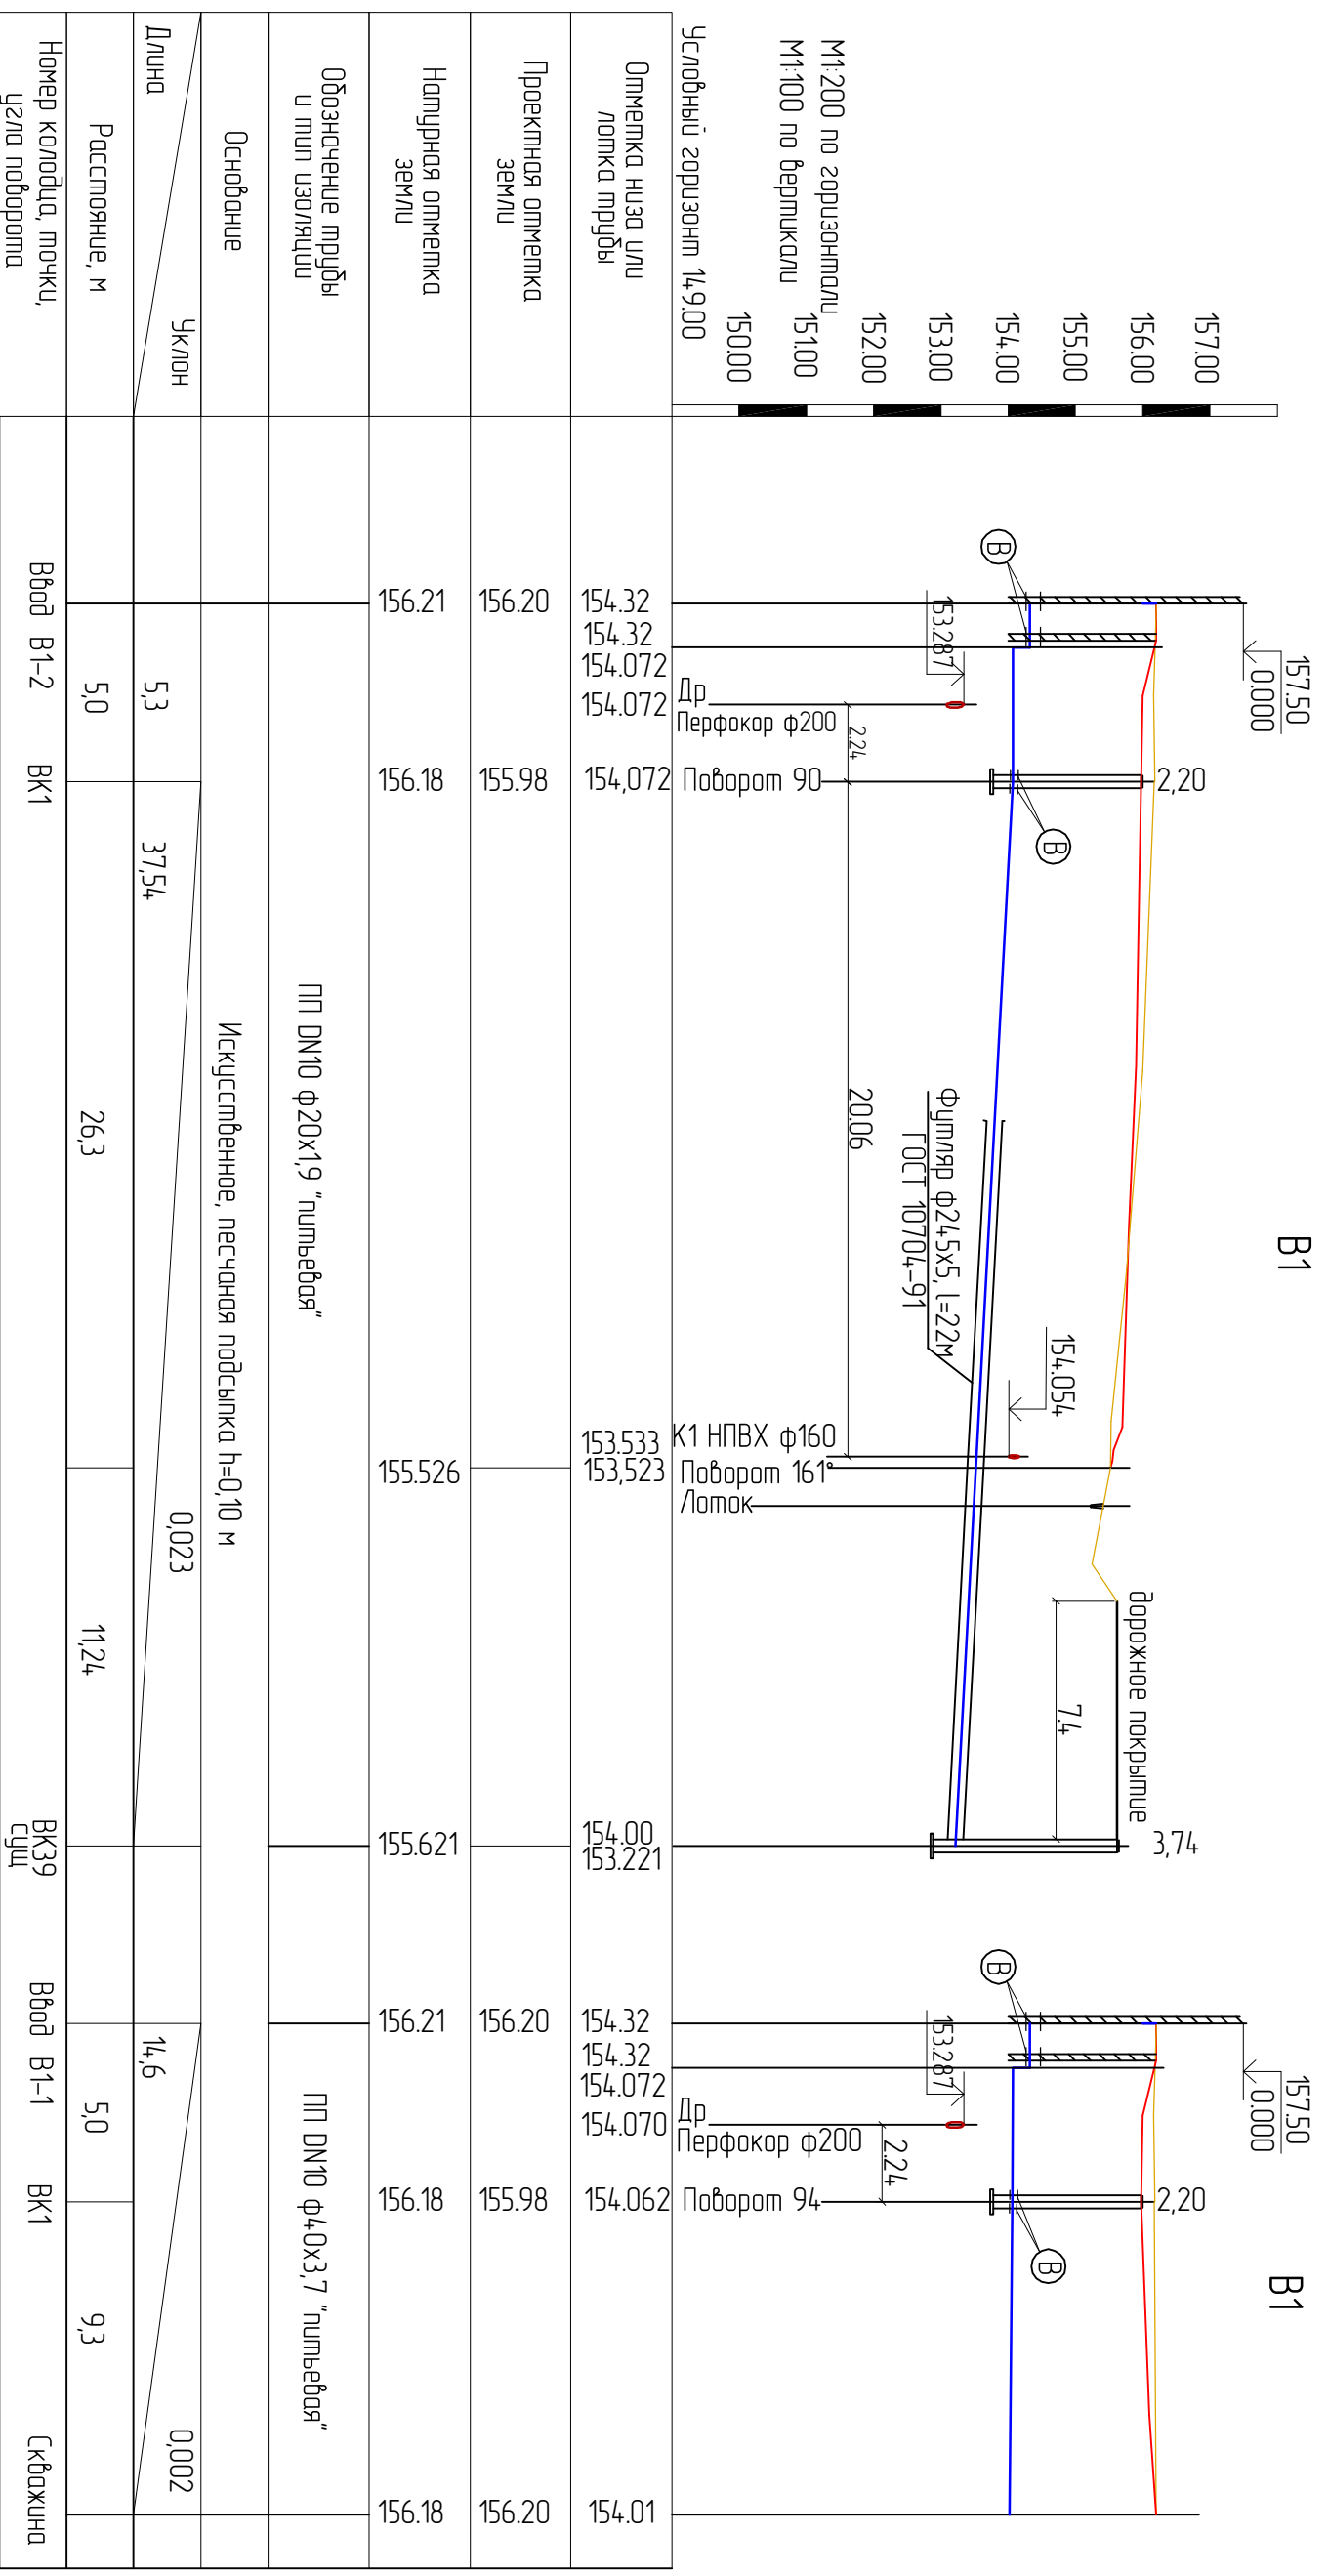 В1
В1
М1:200 по горизонтали
М1:100 по вертикали
Условный горизонт 149.00
157.00
156.00
155.00
154.00
153.00
152.00
151.00
150.00
157.50
0.000
В
153.287
Др
Перфокор ф200
2.24
Поворот 90
2,20
В
20.06
Футляр ф245х5, l=22м
ГОСТ 10704-91
154.054
К1 НПВХ ф160
Поворот 161°
Лоток
дорожное покрытие
7.4
3,74
157.50
0.000
В
153.287
Др
Перфокор ф200
2.24
Поворот 94
2,20
В
Отметка низа или
лотка трубы
154.32
154.32
154.072
154.072
154,072
153.533
153,523
154.00
153.221
154.32
154.32
154.072
154.070
154.062
154.01
Проектная отметка
земли
156.20
155.98
156.20
155.98
156.20
Натурная отметка
земли
156.21
156.18
155.526
155.621
156.21
156.18
156.18
Обозначение трубы
и тип изоляции
ПП DN10 ф20х1,9 "питьевая"
ПП DN10 ф40х3,7 "питьевая"
Основание
Искусственное, песчаная подсыпка h=0,10 м
Уклон
Длина
5,3
37,54
0,023
14,6
0,002
Расстояние, м
5,0
26,3
11,24
5,0
9,3
Номер колодца, точки,
угла поворота
Ввод В1-2
ВК1
ВК39
сущ
Ввод В1-1
ВК1
Скважина